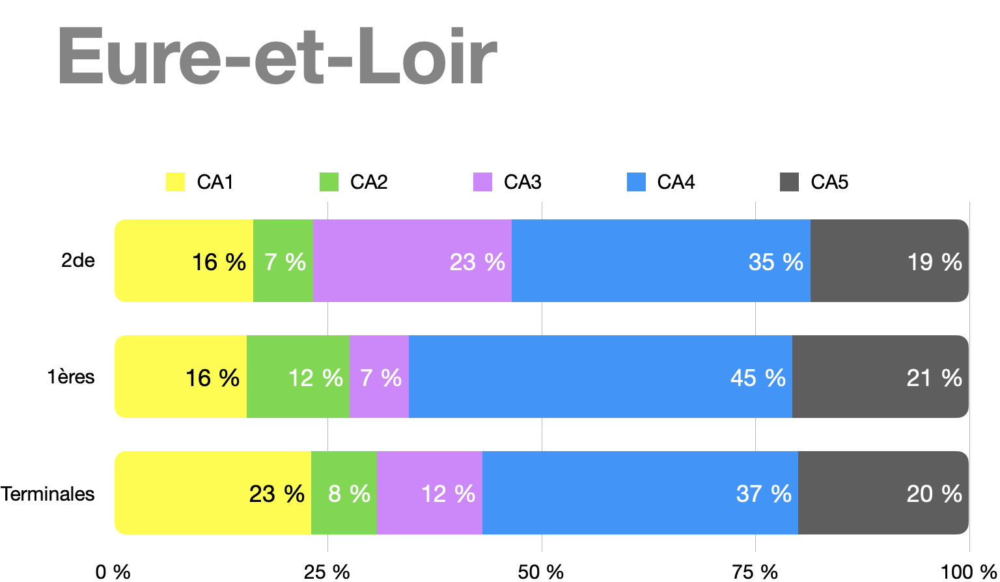 Eure-et-Loir
CA1 CA2 CA3 CA4 CA5
2de 16 % 7 % 23 % 35 % 19 %
1ères 16 % 12 % 7 % 45 % 21 %
Terminales 23 % 8 % 12 % 37 % 20 %
0 % 25 % 50 % 75 % 100 %